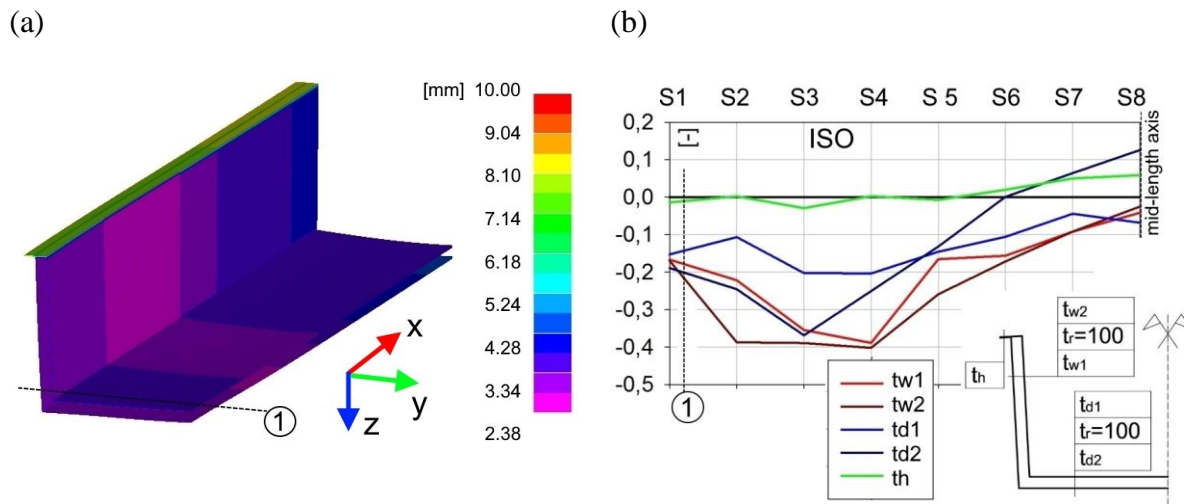 (a)
(b)
[mm] 10.00
9.04
8.10
7.14
6.18
5.24
4.28
3.34
2.38
x
y
z
1
S1 S2 S3 S4 S 5 S6 S7 S8
0,2
0,1
0,0
-0,1
-0,2
-0,3
-0,4
-0,5
[-]
ISO
mid-length axis
1
tw1
tw2
td1
td2
th
tw2
tr=100
tw1
th
td1
tr=100
td2